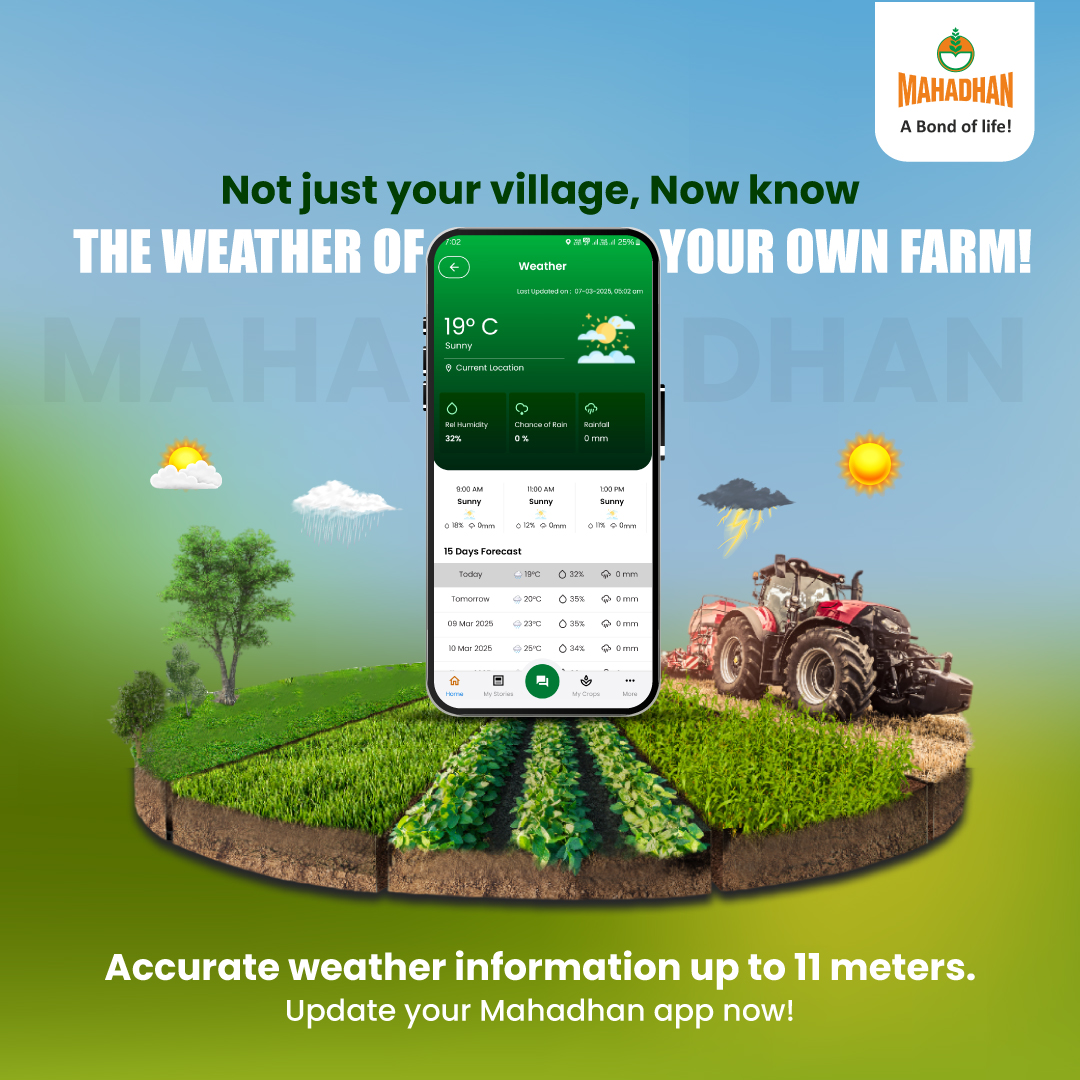 MAHADHAN
A Bond of life!
Not just your village, Now know
THE WEATHER OF YOUR OWN FARM!
MAHADHAN
7:02 25%
Weather
Last Updated on : 07-03-2025, 05:02 am
19° C
Sunny
Current Location
Rel Humidity Chance of Rain Rainfall
32% 0 % 0 mm
9:00 AM 11:00 AM 1:00 PM
Sunny Sunny Sunny
18% 0mm 12% 0mm 11% 0mm
15 Days Forecast
Today 19°C 32% 0 mm
Tomorrow 20°C 35% 0 mm
09 Mar 2025 23°C 35% 0 mm
10 Mar 2025 25°C 34% 0 mm
Home My Stories My Crops More
Accurate weather information up to 11 meters.
Update your Mahadhan app now!